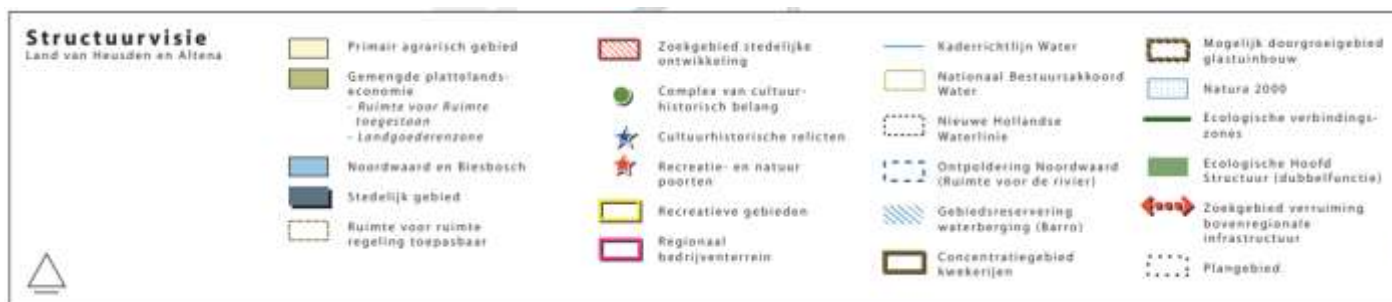 Structuurvisie
Land van Heusden en Altena
Primair agrarisch gebied
Gemengde plattolands-
economie
- Ruimte voor Ruimte
toegestaan
- Landgoederenzone
Noordwaard en Biesbosch
Stedelijk gebied
Ruimte voor ruimte
regeling toepasbaar
Zoekgebied stedelijke
ontwikkeling
Complex van cultuur-
historisch belang
Cultuurhistorische relicten
Recreatie- en natuur
poorten
Recreatieve gebieden
Regionaal
bedrijventerrein
Kaderrichtlijn Water
Nationaal Bestuursakkoord
Water
Nieuwe Hollandse
Waterlinie
Ontpoldering Noordwaard
(Ruimte voor de rivier)
Gebiedsreservering
waterberging (Barro)
Concentratiegebied
kwekerijen
Mogelijk doorgroeigebied
glastuinbouw
Natura 2000
Ecologische verbindings-
zones
Ecologische Hoofd
Structuur (dubbelfunctie)
Zoekgebied verruiming
bovenregionale
infrastructuur
Plangebied